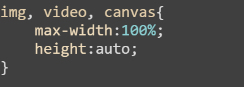 img, video, canvas{
    max-width:100%;
    height:auto;
}